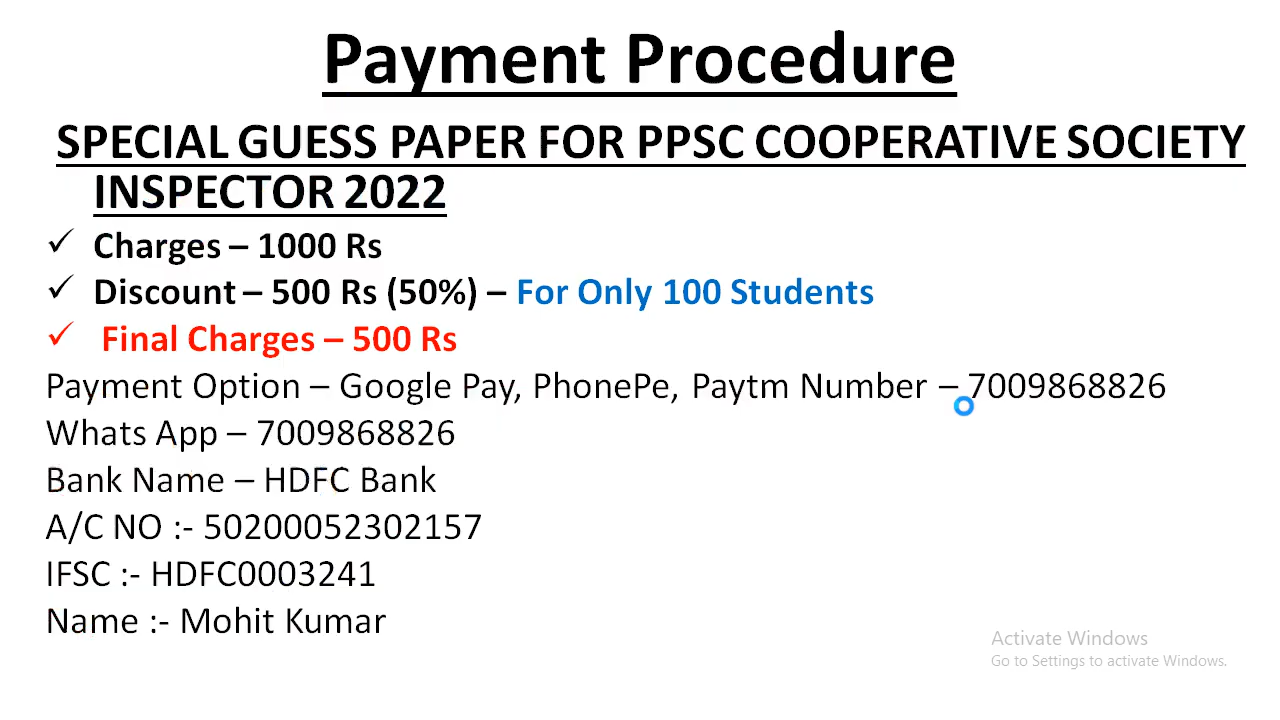 Payment Procedure
SPECIAL GUESS PAPER FOR PPSC COOPERATIVE SOCIETY
INSPECTOR 2022
✓ Charges – 1000 Rs
✓ Discount – 500 Rs (50%) – For Only 100 Students
✓ Final Charges – 500 Rs
Payment Option – Google Pay, PhonePe, Paytm Number – 7009868826
Whats App – 7009868826
Bank Name – HDFC Bank
A/C NO :- 50200052302157
IFSC :- HDFC0003241
Name :- Mohit Kumar
Activate Windows
Go to Settings to activate Windows.